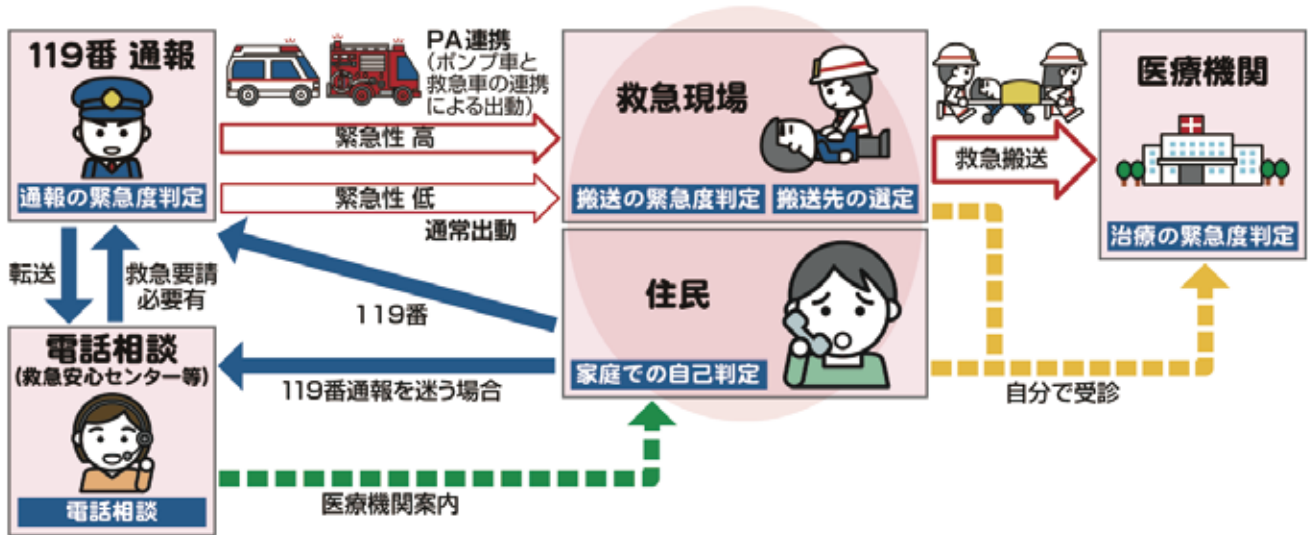 119番 通報
通報の緊急度判定
PA連携
(ポンプ車と
救急車の連携
による出動)
緊急性 高
緊急性 低
通常出動
救急現場
搬送の緊急度判定
搬送先の選定
救急搬送
医療機関
治療の緊急度判定
転送
救急要請
必要有
119番
住民
家庭での自己判定
電話相談
(救急安心センター等)
電話相談
119番通報を迷う場合
自分で受診
医療機関案内